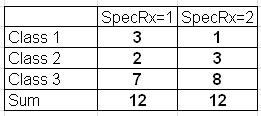 SpecRx=1 SpecRx=2
Class 1 3 1
Class 2 2 3
Class 3 7 8
Sum 12 12